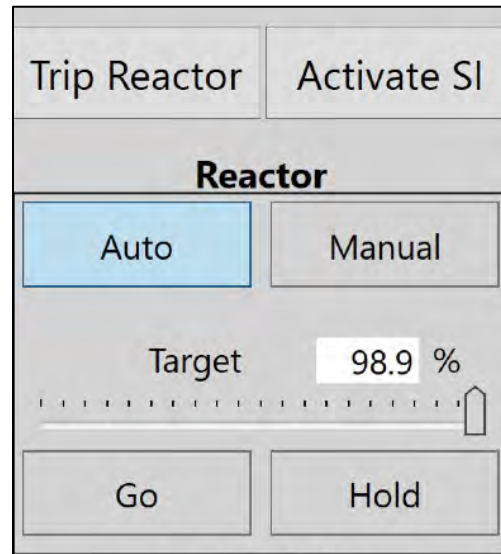 Trip Reactor Activate SI
Reactor
Auto Manual
Target 98.9 %
Go Hold